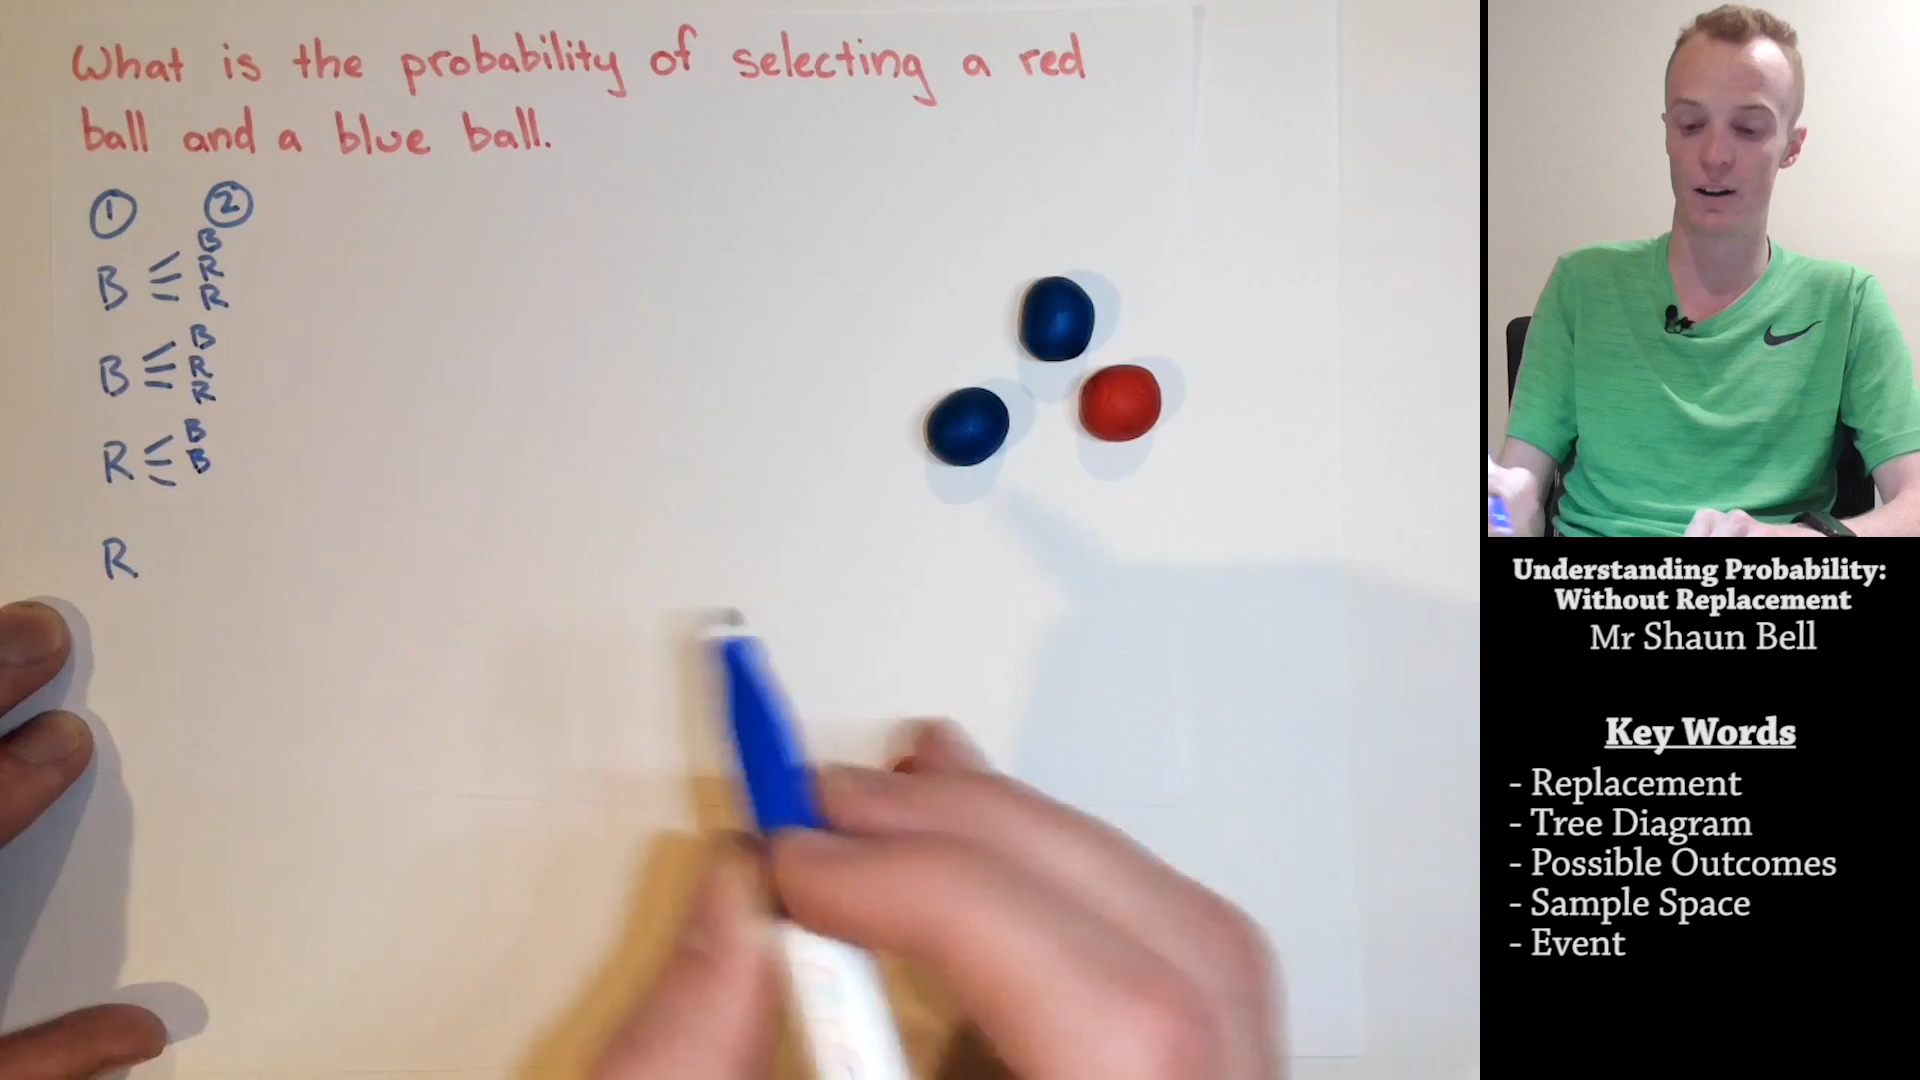 What is the probability of selecting a red
ball and a blue ball.
① ②
B
B R
R
B
B R
R
B
R B
R
Understanding Probability:
Without Replacement
Mr Shaun Bell
Key Words
- Replacement
- Tree Diagram
- Possible Outcomes
- Sample Space
- Event